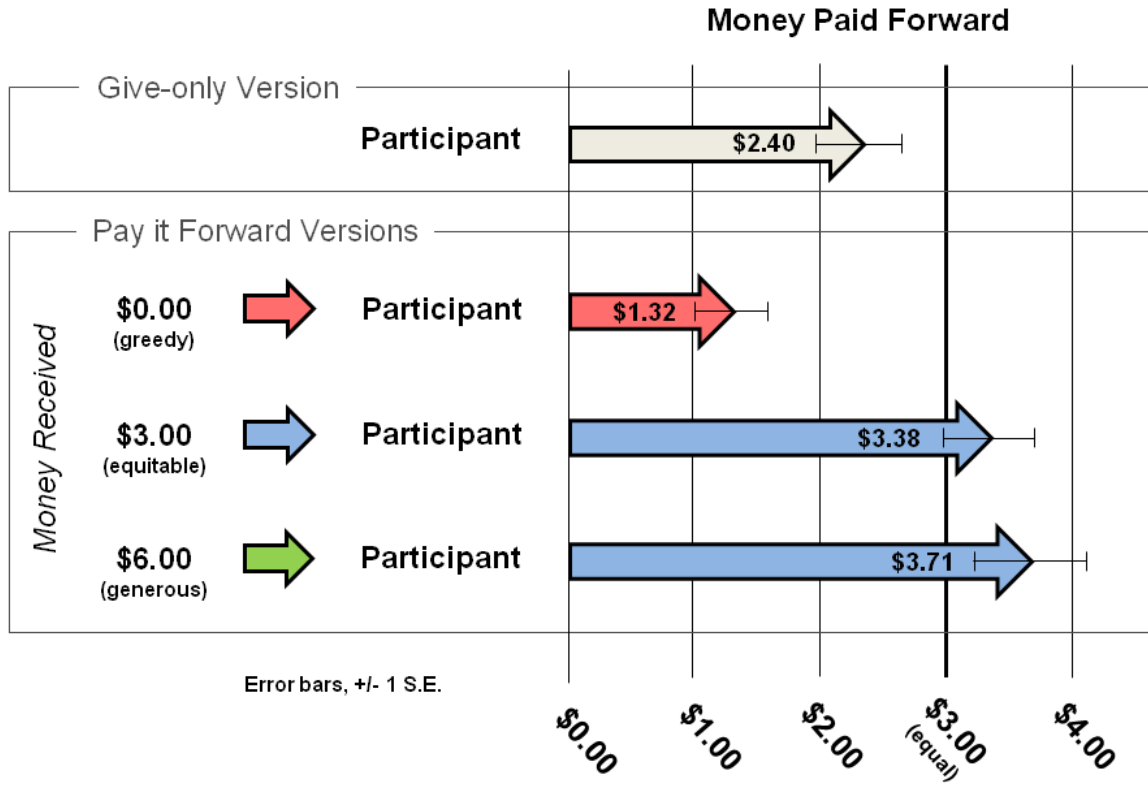 Money Paid Forward
Give-only Version
Participant
$2.40
Pay it Forward Versions
Money Received
$0.00
(greedy)
Participant
$1.32
$3.00
(equitable)
Participant
$3.38
$6.00
(generous)
Participant
$3.71
Error bars, +/- 1 S.E.
$0.00
$1.00
$2.00
$3.00
(equal)
$4.00